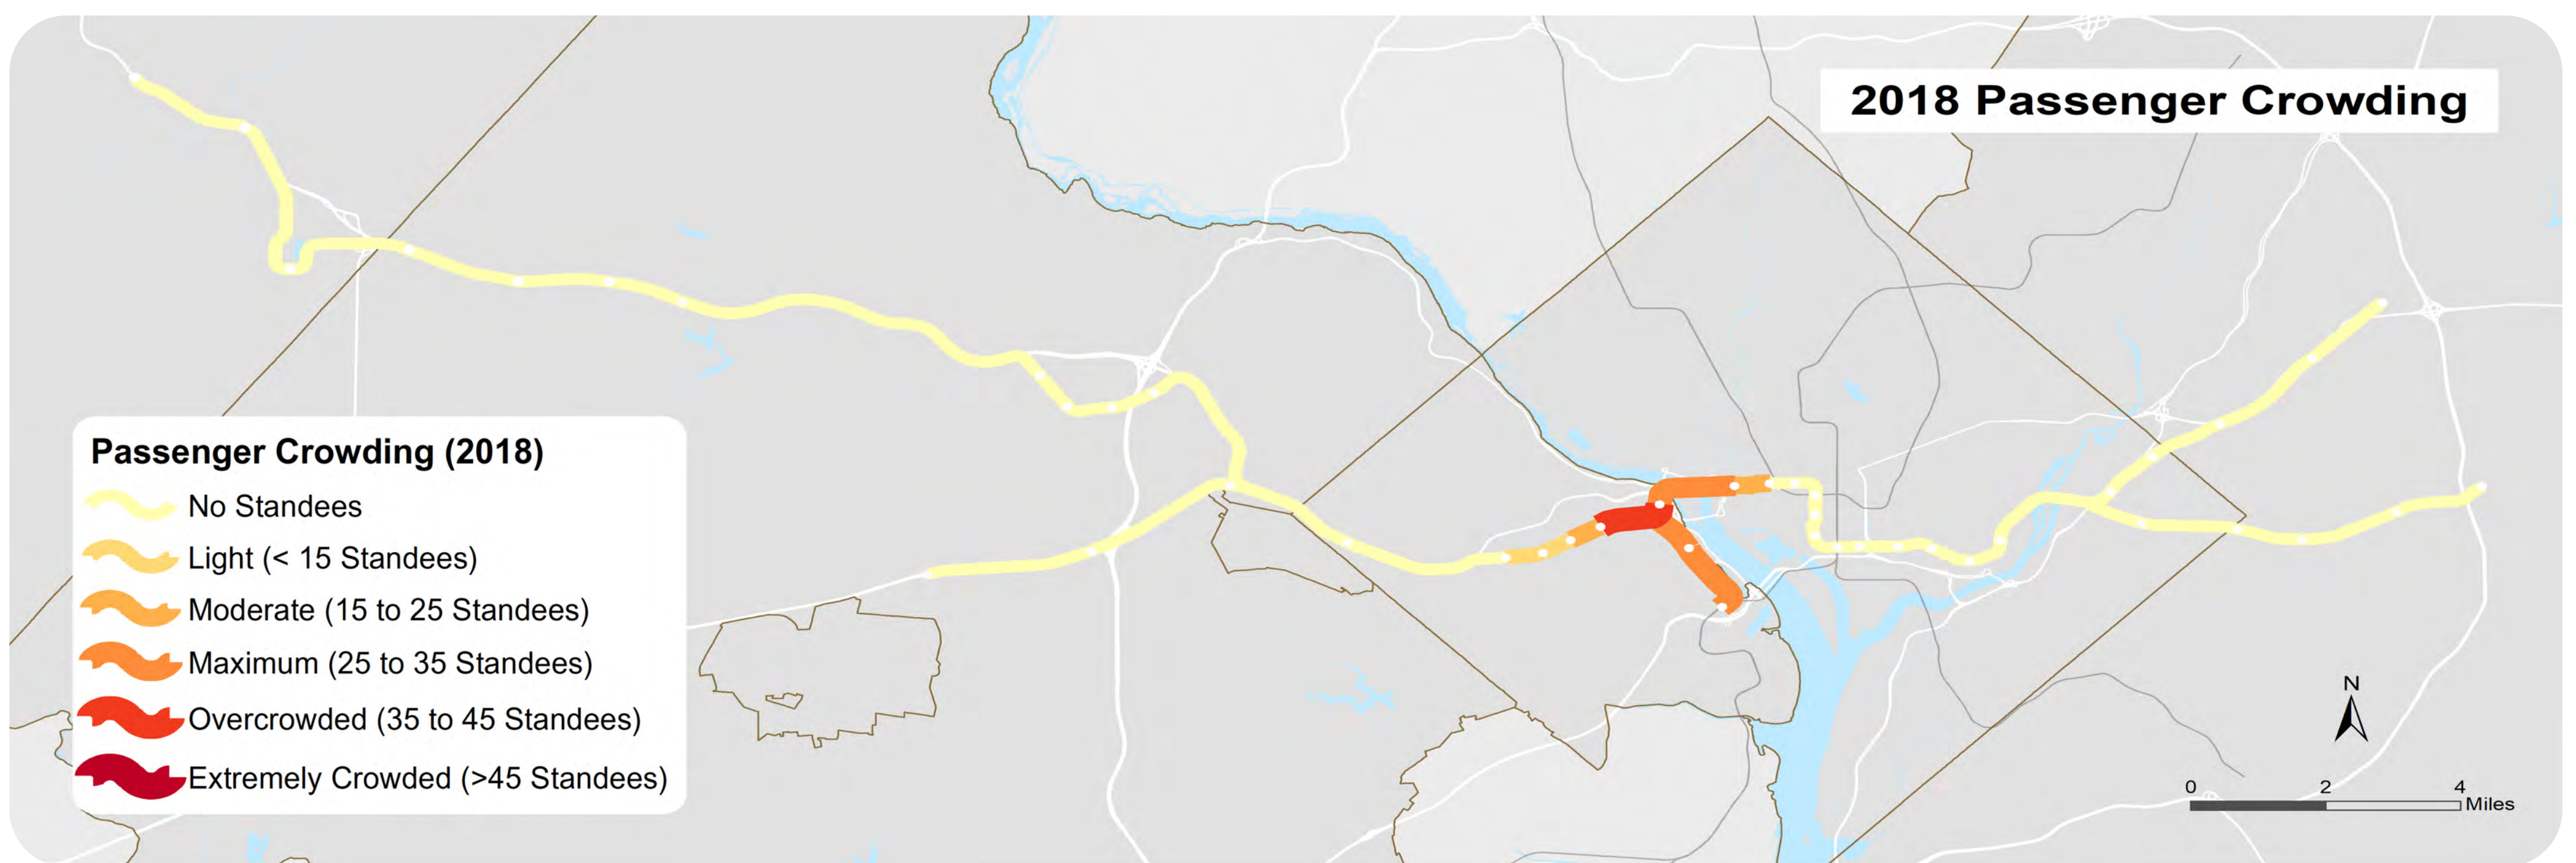 2018 Passenger Crowding
Passenger Crowding (2018)
No Standees
Light (< 15 Standees)
Moderate (15 to 25 Standees)
Maximum (25 to 35 Standees)
Overcrowded (35 to 45 Standees)
Extremely Crowded (>45 Standees)
N
0 2 4
Miles